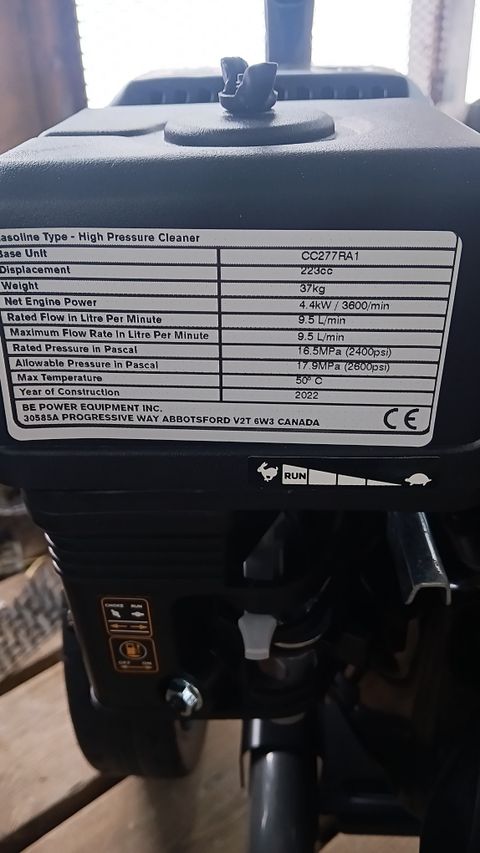 asoline Type - High Pressure Cleaner
Base Unit CC277RA1
Displacement 223cc
Weight 37kg
Net Engine Power 4.4kW / 3600/min
Rated Flow in Litre Per Minute 9.5 L/min
Maximum Flow Rate in Litre Per Minute 9.5 L/min
Rated Pressure in Pascal 16.5MPa (2400psi)
Allowable Pressure in Pascal 17.9MPa (2600psi)
Max Temperature 50° C
Year of Construction 2022
BE POWER EQUIPMENT INC.
30585A PROGRESSIVE WAY ABBOTSFORD V2T 6W3 CANADA
CE
RUN
CHOKE RUN
OFF ON